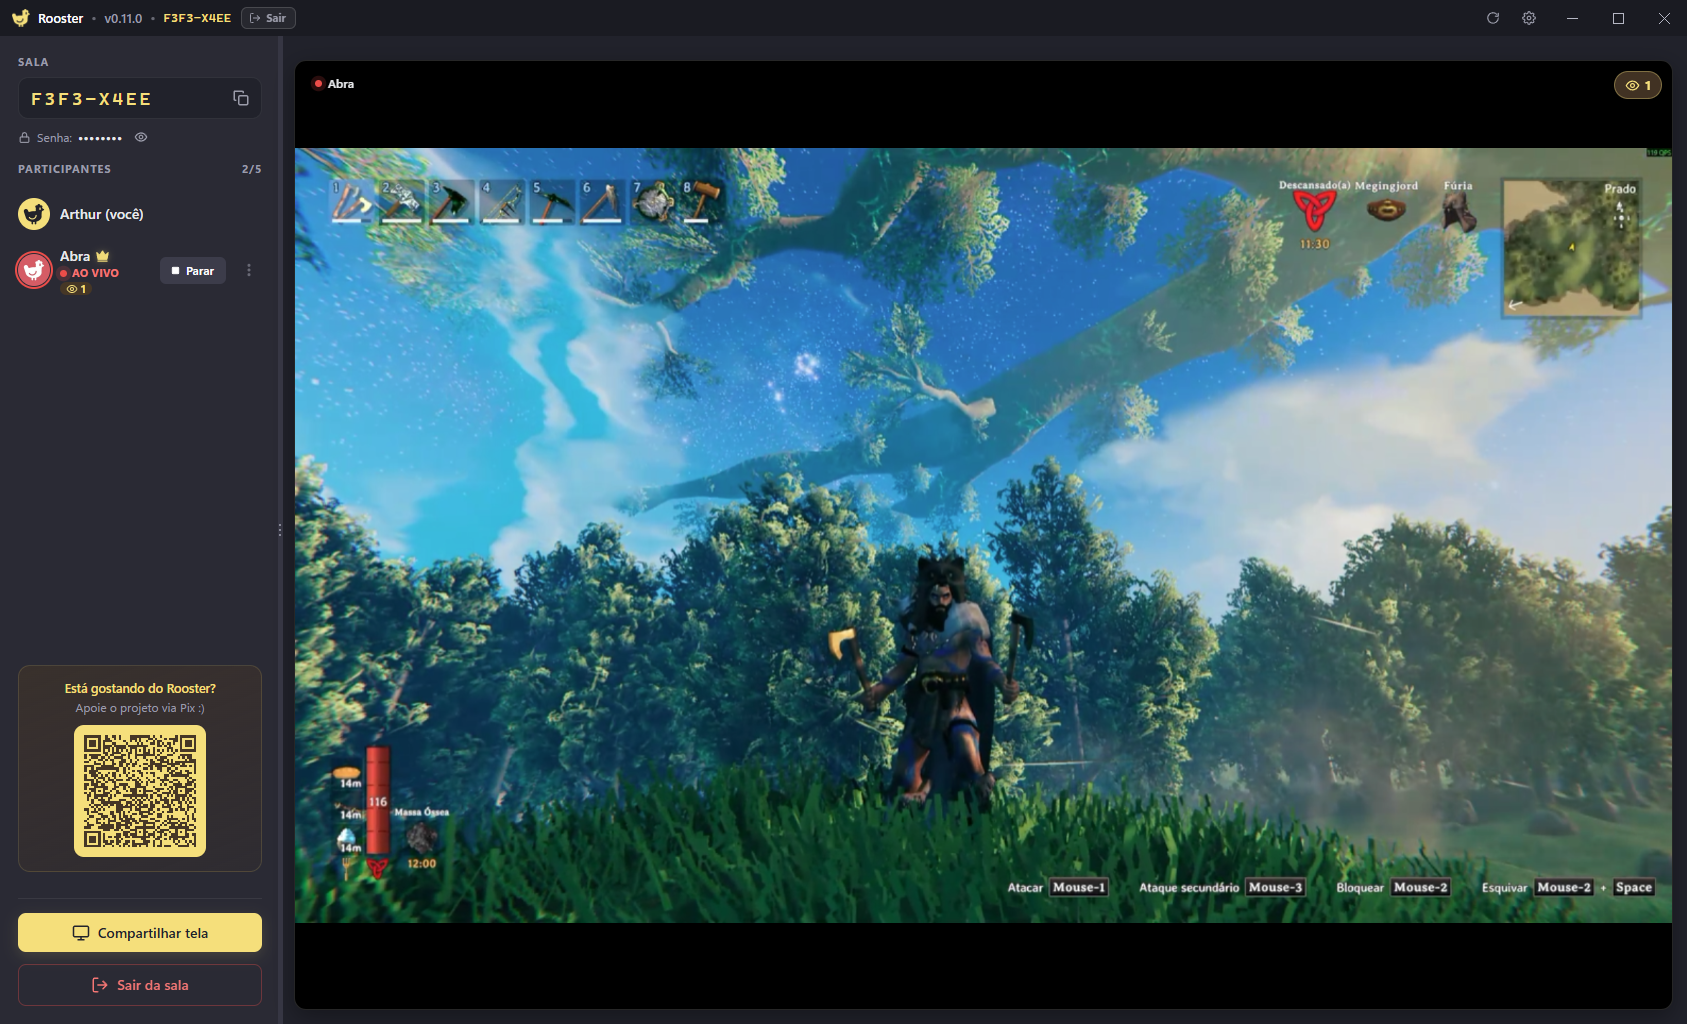 Rooster • v0.11.0 • F3F3-X4EE Sair
SALA
F3F3-X4EE
Senha: ••••••••
PARTICIPANTES 2/5
Arthur (você)
Abra
AO VIVO
1
Parar
Está gostando do Rooster?
Apoie o projeto via Pix :)
Compartilhar tela
Sair da sala
Abra
1
1 2 3 4 5 6 7 8
Descansado(a) Megingjord Fúria
11:30
Prado
14m
14m
14m
116
Massa Óssea
12:00
Atacar Mouse-1 Ataque secundário Mouse-3 Bloquear Mouse-2 Esquivar Mouse-2 + Space